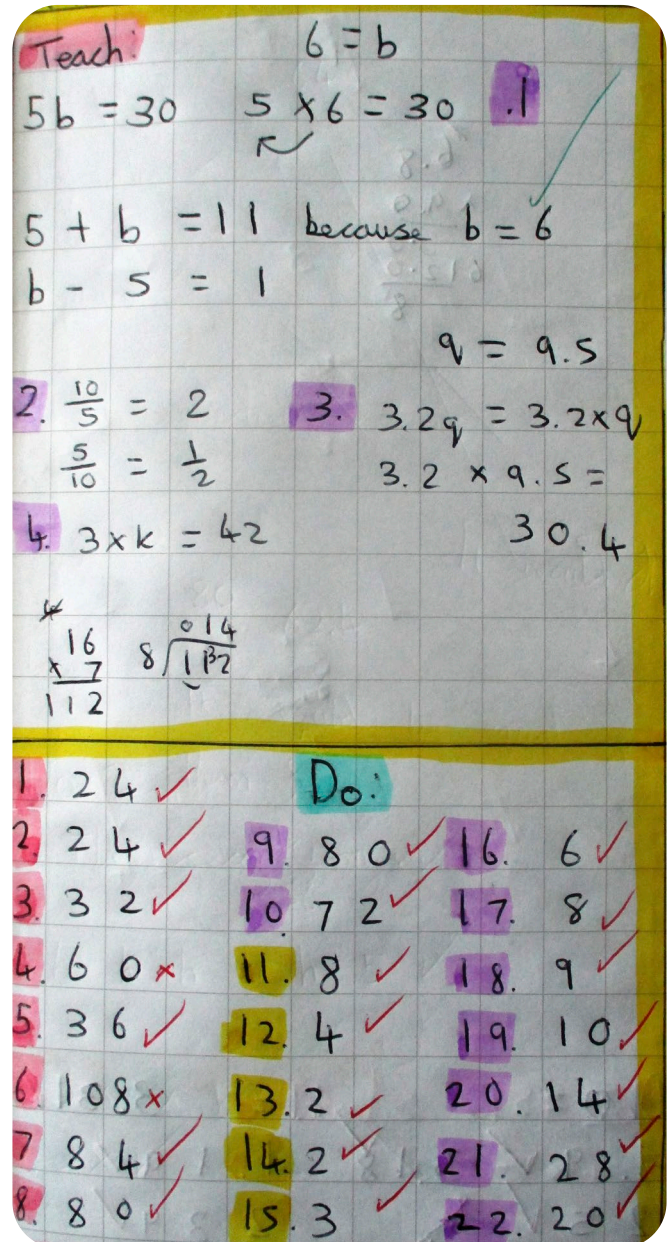 Teach: 6 = b
5b = 30 5 × 6 = 30 .1
5 + b = 11 because b = 6
b - 5 = 1
q = 9.5
2. 10/5 = 2
5/10 = 1/2
3. 3.2q = 3.2×q
3.2 × 9.5 =
30.4
4. 3×k = 42
4
16
× 7
112
014
8 1132
Do:
1. 24 ✓
2. 24 ✓
3. 32 ✓
4. 60 ×
5. 36 ✓
6. 108 ×
7 84 ✓
8. 80 ✓
9. 80 ✓
10. 72 ✓
11. 8 ✓
12. 4 ✓
13. 2 ✓
14. 2 ✓
15. 3 ✓
16. 6 ✓
17. 8 ✓
18. 9 ✓
19. 10 ✓
20. 14 ✓
21. 28 ✓
22. 20 ✓